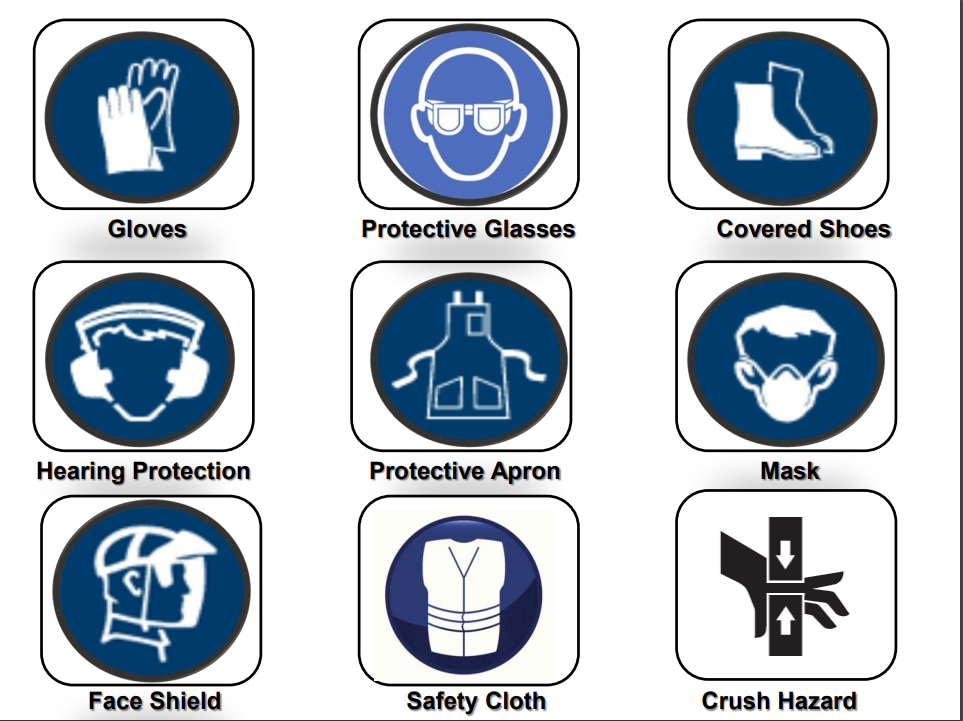 Gloves
Protective Glasses
Covered Shoes
Hearing Protection
Protective Apron
Mask
Face Shield
Safety Cloth
Crush Hazard